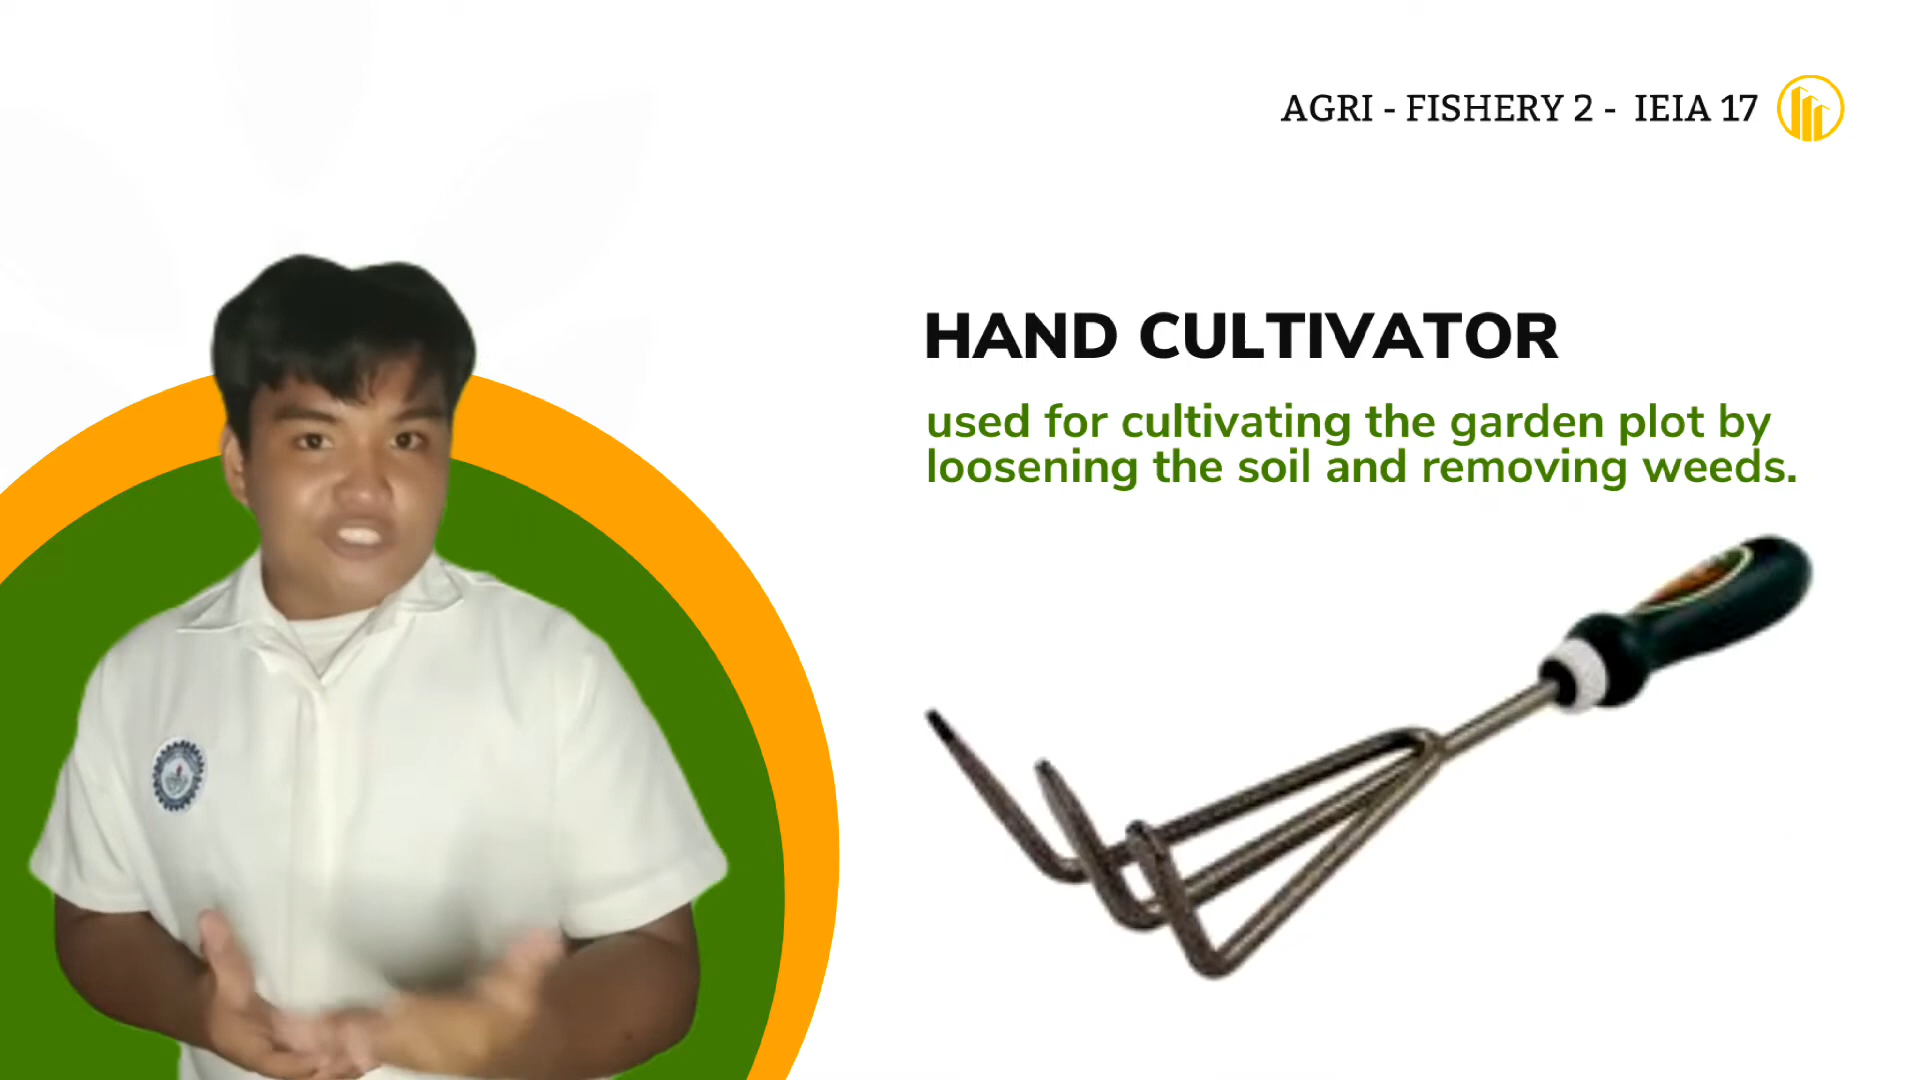 AGRI - FISHERY 2 - IEIA 17
HAND CULTIVATOR
used for cultivating the garden plot by
loosening the soil and removing weeds.